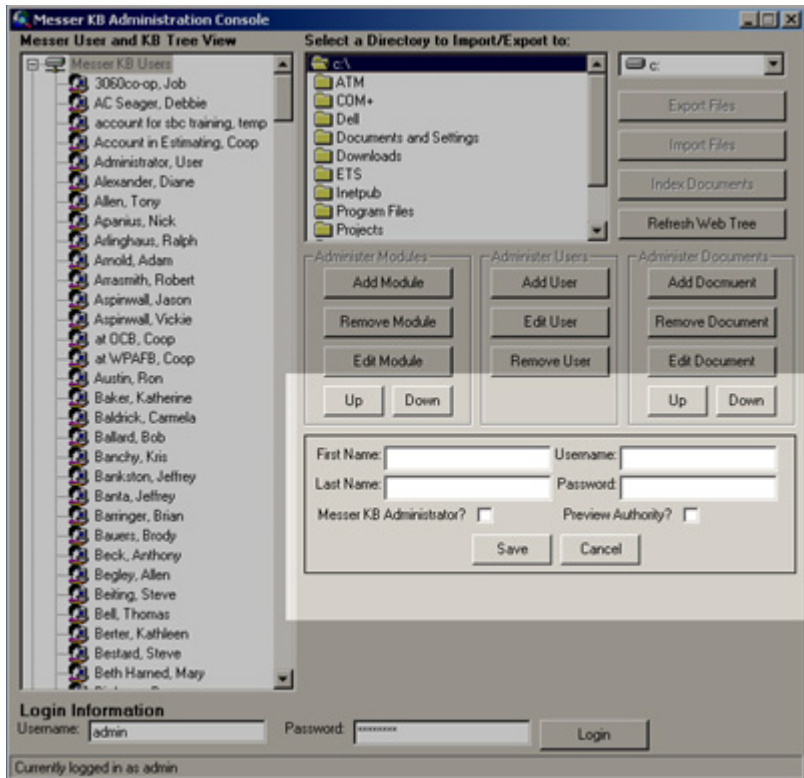 Messer KB Administration Console
Messer User and KB Tree View
Messer KB Users
3060co-op, Job
AC Seager, Debbie
account for sbc training, temp
Account in Estimating, Coop
Administrator, User
Alexander, Diane
Allen, Tony
Apanius, Nick
Arlinghaus, Ralph
Arnold, Adam
Arrasmith, Robert
Aspinwall, Jason
Aspinwall, Vickie
at OCB, Coop
at WPAFB, Coop
Austin, Ron
Baker, Katherine
Baldrick, Carmela
Ballard, Bob
Banchy, Kris
Bankston, Jeffrey
Banta, Jeffrey
Barringer, Brian
Bauers, Brody
Beck, Anthony
Begley, Allen
Beiting, Steve
Bell, Thomas
Berter, Kathleen
Bestard, Steve
Beth Harned, Mary
Select a Directory to Import/Export to:
c:\
ATM
COM+
Dell
Documents and Settings
Downloads
ETS
Inetpub
Program Files
Projects
c:
Export Files
Import Files
Index Documents
Refresh Web Tree
Administer Modules
Add Module
Remove Module
Edit Module
Up Down
Administer Users
Add User
Edit User
Remove User
Administer Documents
Add Docmuent
Remove Document
Edit Document
Up Down
First Name: Username:
Last Name: Password:
Messer KB Administrator? Preview Authority?
Save Cancel
Login Information
Username: admin Password: ******** Login
Currently logged in as admin